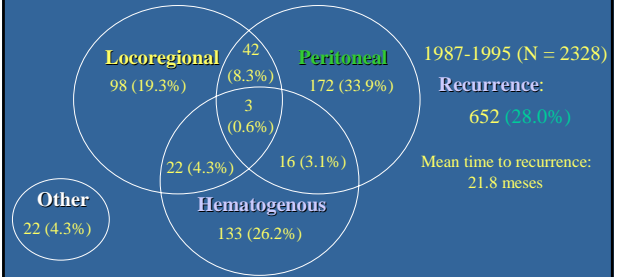 Locoregional
98 (19.3%)
42
(8.3%)
Peritoneal
172 (33.9%)
3
(0.6%)
22 (4.3%)
16 (3.1%)
Hematogenous
133 (26.2%)
Other
22 (4.3%)
1987-1995 (N = 2328)
Recurrence:
652 (28.0%)
Mean time to recurrence:
21.8 meses